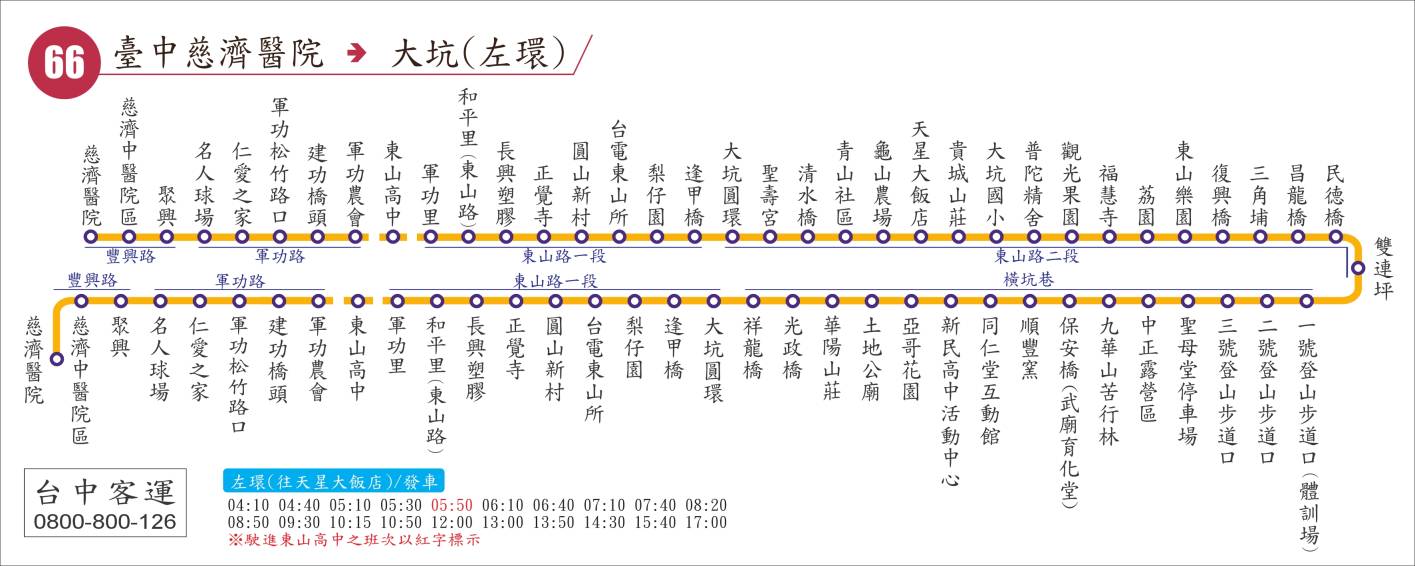 66 臺中慈濟醫院 → 大坑(左環)
慈濟醫院
慈濟中醫院區
聚興
名人球場
仁愛之家
軍功松竹路口
建功橋頭
軍功農會
東山高中
軍功里
和平里(東山路)
長興塑膠
正覺寺
圓山新村
台電東山所
梨仔園
逢甲橋
大坑圓環
聖壽宮
清水橋
青山社區
龜山農場
天星大飯店
貴城山莊
大坑國小
普陀精舍
觀光果園
福慧寺
荔園
東山樂園
復興橋
三角埔
昌龍橋
民德橋
雙連坪
豐興路
軍功路
東山路一段
東山路二段
豐興路
軍功路
東山路一段
橫坑巷
慈濟醫院
慈濟中醫院區
聚興
名人球場
仁愛之家
軍功松竹路口
建功橋頭
軍功農會
東山高中
軍功里
和平里(東山路)
長興塑膠
正覺寺
圓山新村
台電東山所
梨仔園
逢甲橋
大坑圓環
祥龍橋
光政橋
華陽山莊
土地公廟
亞哥花園
新民高中活動中心
同仁堂互動館
順豐窯
保安橋(武廟育化堂)
九華山苦行林
中正露營區
聖母堂停車場
三號登山步道口
二號登山步道口
一號登山步道口(體訓場)
台中客運
0800-800-126
左環(往天星大飯店)/發車
04:10 04:40 05:10 05:30 05:50 06:10 06:40 07:10 07:40 08:20
08:50 09:30 10:15 10:50 12:00 13:00 13:50 14:30 15:40 17:00
※駛進東山高中之班次以紅字標示